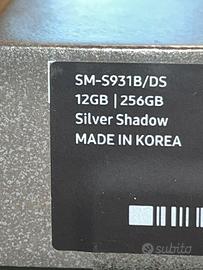 SM-S931B/DS
12GB | 256GB
Silver Shadow
MADE IN KOREA
subito